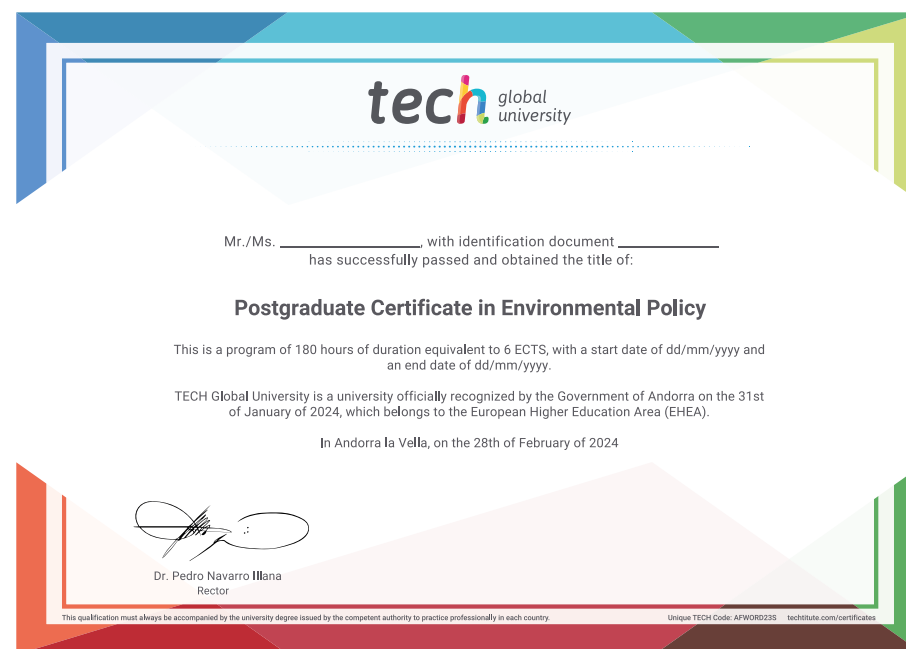 tech global university
Mr./Ms. ____________________, with identification document ______________
has successfully passed and obtained the title of:
Postgraduate Certificate in Environmental Policy
This is a program of 180 hours of duration equivalent to 6 ECTS, with a start date of dd/mm/yyyy and
an end date of dd/mm/yyyy.
TECH Global University is a university officially recognized by the Government of Andorra on the 31st
of January of 2024, which belongs to the European Higher Education Area (EHEA).
In Andorra la Vella, on the 28th of February of 2024
Dr. Pedro Navarro Illana
Rector
This qualification must always be accompanied by the university degree issued by the competent authority to practice professionally in each country.
Unique TECH Code: AFWORD23S techtitute.com/certificates